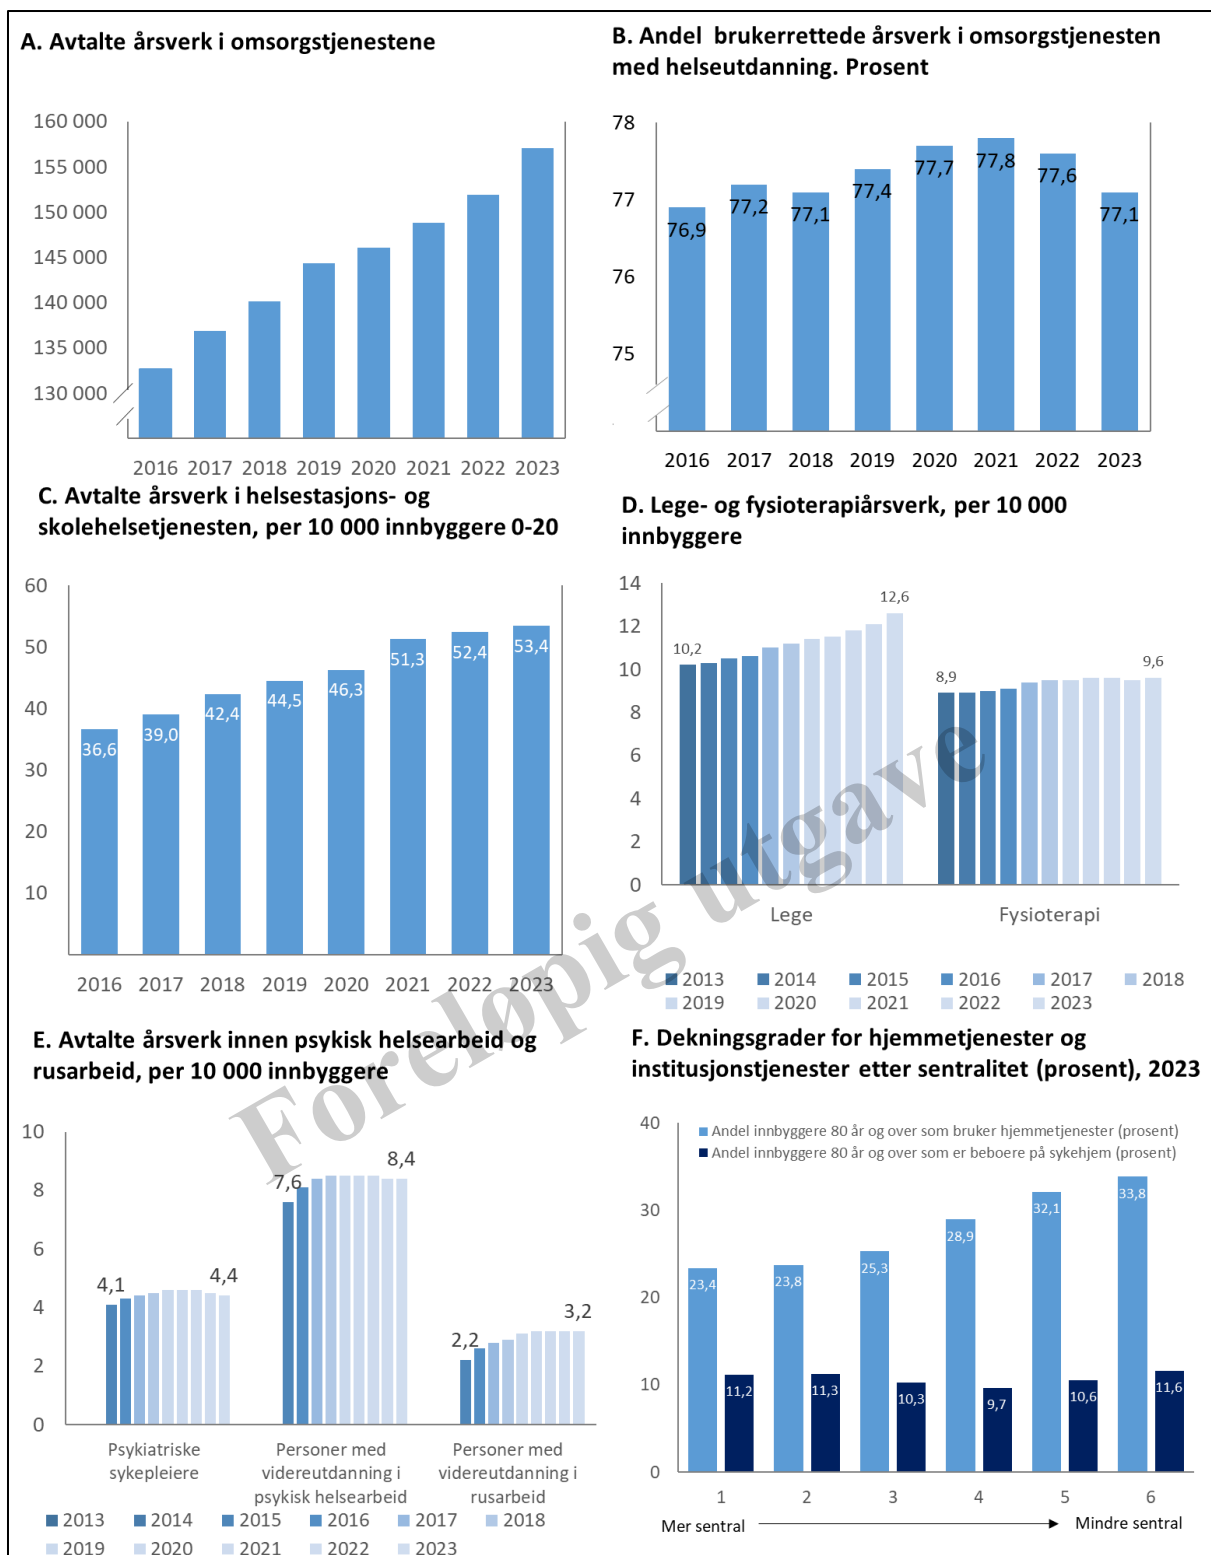 A. Avtalte årsverk i omsorgstjenestene
160 000
155 000
150 000
145 000
140 000
135 000
130 000
2016 2017 2018 2019 2020 2021 2022 2023
B. Andel brukerrettede årsverk i omsorgstjenesten
med helseutdanning. Prosent
78
77
76
75
76,9 77,2 77,1 77,4 77,7 77,8 77,6 77,1
2016 2017 2018 2019 2020 2021 2022 2023
C. Avtalte årsverk i helsestasjons- og
skolehelsetjenesten, per 10 000 innbyggere 0-20
60
50
40
30
20
10
36,6 39,0 42,4 44,5 46,3 51,3 52,4 53,4
2016 2017 2018 2019 2020 2021 2022 2023
D. Lege- og fysioterapiårsverk, per 10 000
innbyggere
14
12
10
8
6
4
2
0
10,2 12,6 8,9 9,6
Lege Fysioterapi
2013 2014 2015 2016 2017 2018
2019 2020 2021 2022 2023
E. Avtalte årsverk innen psykisk helsearbeid og
rusarbeid, per 10 000 innbyggere
10
8
6
4
2
0
4,1 4,4 7,6 8,4 2,2 3,2
Psykiatriske
sykepleiere
Personer med
videreutdanning i
psykisk helsearbeid
Personer med
videreutdanning i
rusarbeid
2013 2014 2015 2016 2017 2018
2019 2020 2021 2022 2023
F. Dekningsgrader for hjemmetjenester og
institusjonstjenester etter sentralitet (prosent), 2023
Andel innbyggere 80 år og over som bruker hjemmetjenester (prosent)
Andel innbyggere 80 år og over som er beboere på sykehjem (prosent)
40
30
20
10
0
23,4 23,8 25,3 28,9 32,1 33,8
11,2 11,3 10,3 9,7 10,6 11,6
1 2 3 4 5 6
Mer sentral Mindre sentral
Foreløpig utgave